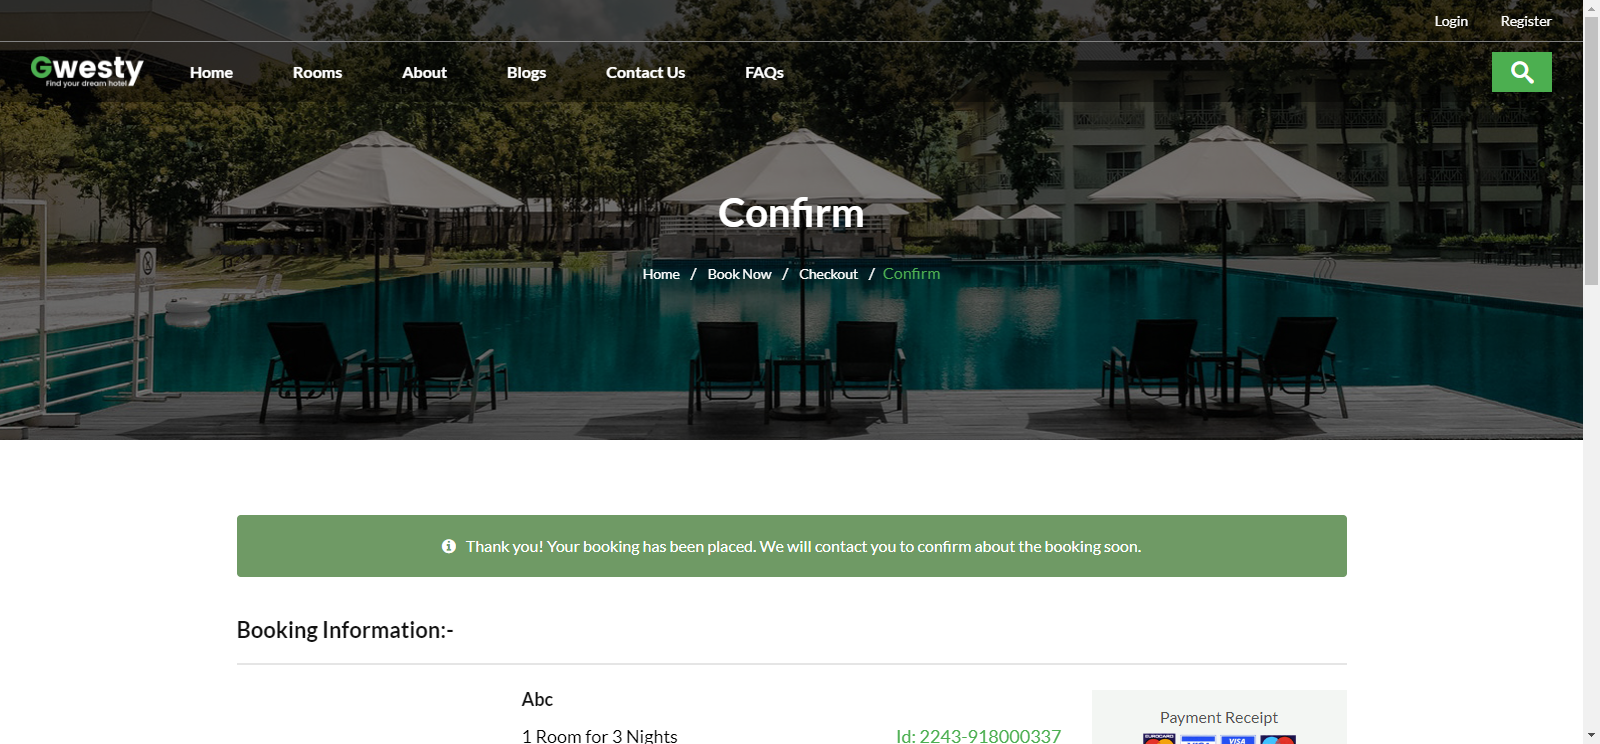 Login Register
Gwesty
Find your dream hotel
Home Rooms About Blogs Contact Us FAQs
Confirm
Home / Book Now / Checkout / Confirm
Thank you! Your booking has been placed. We will contact you to confirm about the booking soon.
Booking Information:-
Abc
1 Room for 3 Nights
Id: 2243-918000337
Payment Receipt
EUROCARD
VISA